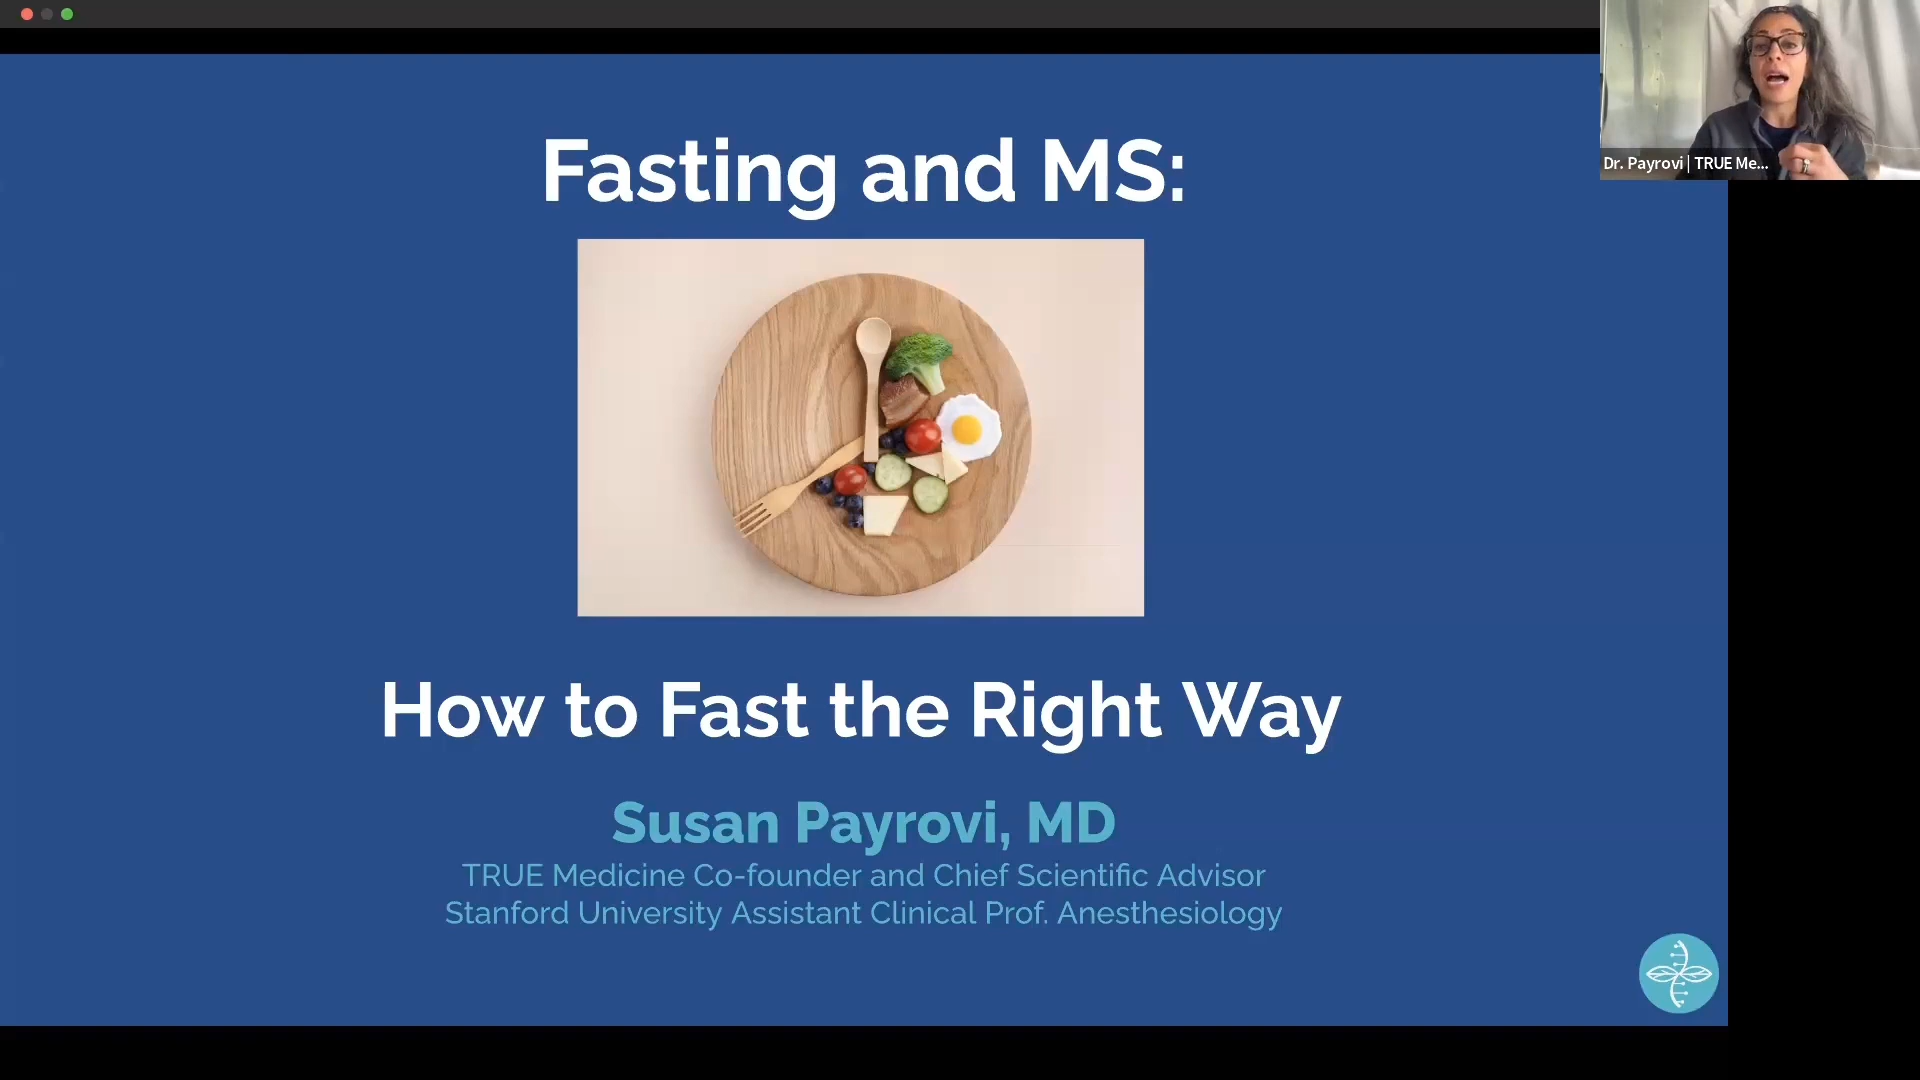 Fasting and MS:
Dr. Payrovi | TRUE Me...
How to Fast the Right Way
Susan Payrovi, MD
TRUE Medicine Co-founder and Chief Scientific Advisor
Stanford University Assistant Clinical Prof. Anesthesiology